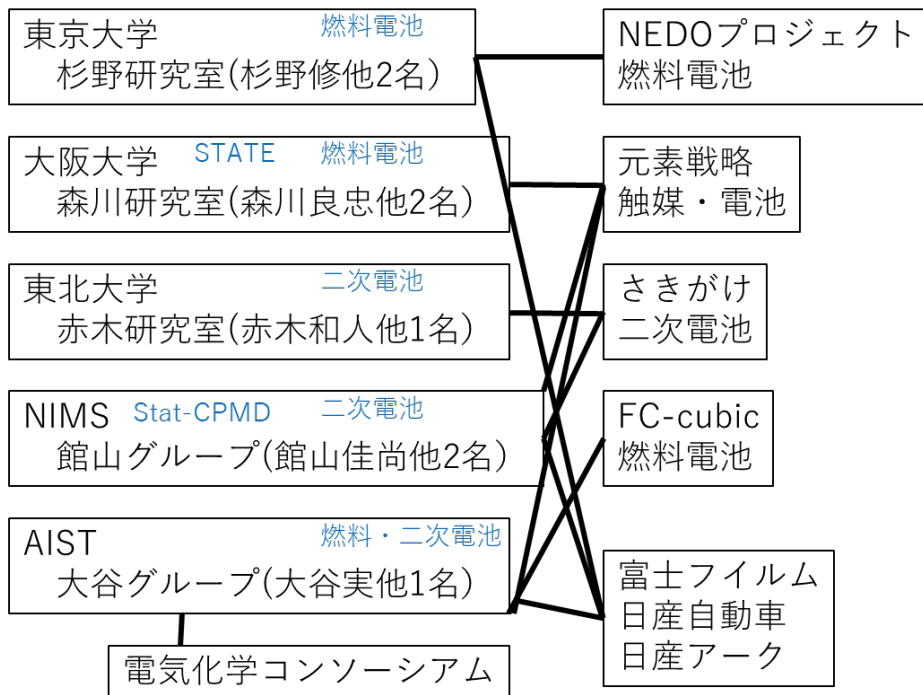 東京大学 燃料電池
杉野研究室(杉野修他2名)
大阪大学 STATE 燃料電池
森川研究室(森川良忠他2名)
東北大学 二次電池
赤木研究室(赤木和人他1名)
NIMS Stat-CPMD 二次電池
館山グループ(館山佳尚他2名)
AIST 燃料・二次電池
大谷グループ(大谷実他1名)
電気化学コンソーシアム
NEDOプロジェクト
燃料電池
元素戦略
触媒・電池
さきがけ
二次電池
FC-cubic
燃料電池
富士フイルム
日産自動車
日産アーク